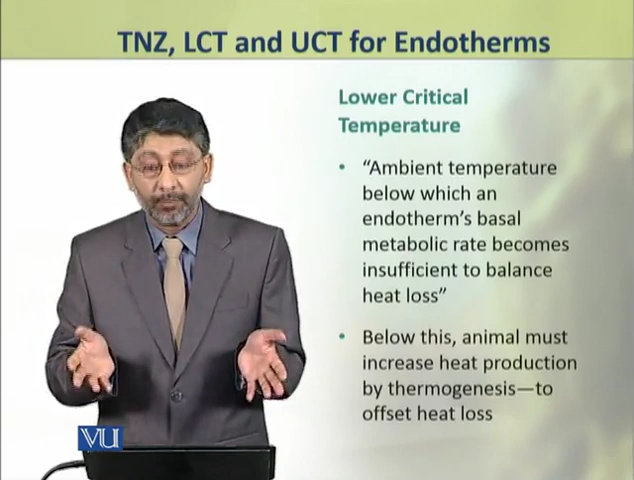 TNZ, LCT and UCT for Endotherms
Lower Critical
Temperature
• “Ambient temperature
below which an
endotherm’s basal
metabolic rate becomes
insufficient to balance
heat loss”
• Below this, animal must
increase heat production
by thermogenesis—to
offset heat loss
VU